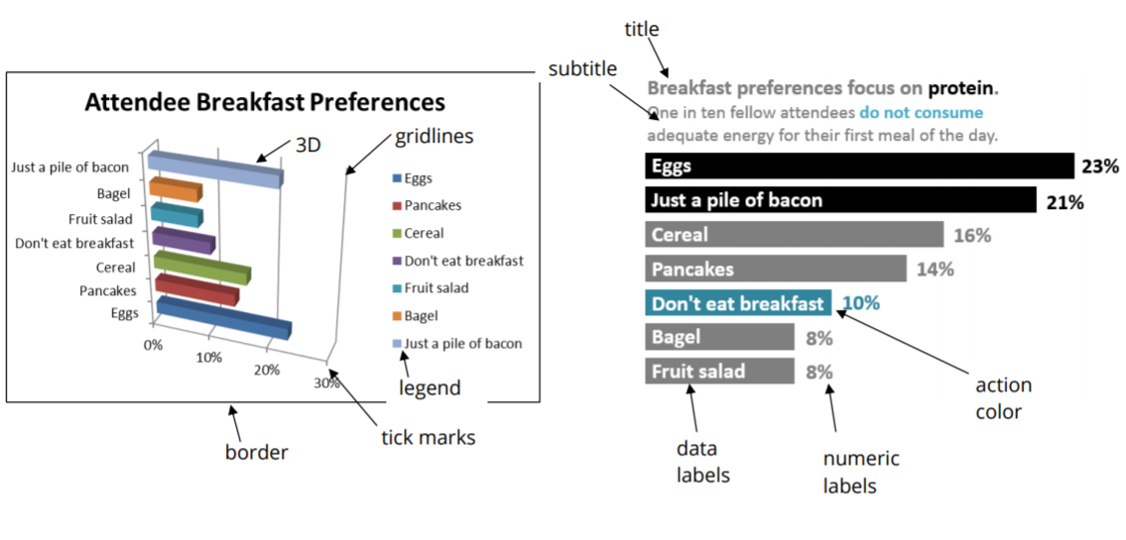 title
subtitle
Attendee Breakfast Preferences
3D
gridlines
Just a pile of bacon
Bagel
Fruit salad
Don't eat breakfast
Cereal
Pancakes
Eggs
0%
10%
20%
30%
Eggs
Pancakes
Cereal
Don't eat breakfast
Fruit salad
Bagel
Just a pile of bacon
legend
tick marks
border
Breakfast preferences focus on protein.
One in ten fellow attendees do not consume
adequate energy for their first meal of the day.
Eggs 23%
Just a pile of bacon 21%
Cereal 16%
Pancakes 14%
Don't eat breakfast 10%
Bagel 8%
Fruit salad 8%
action
color
data
labels
numeric
labels